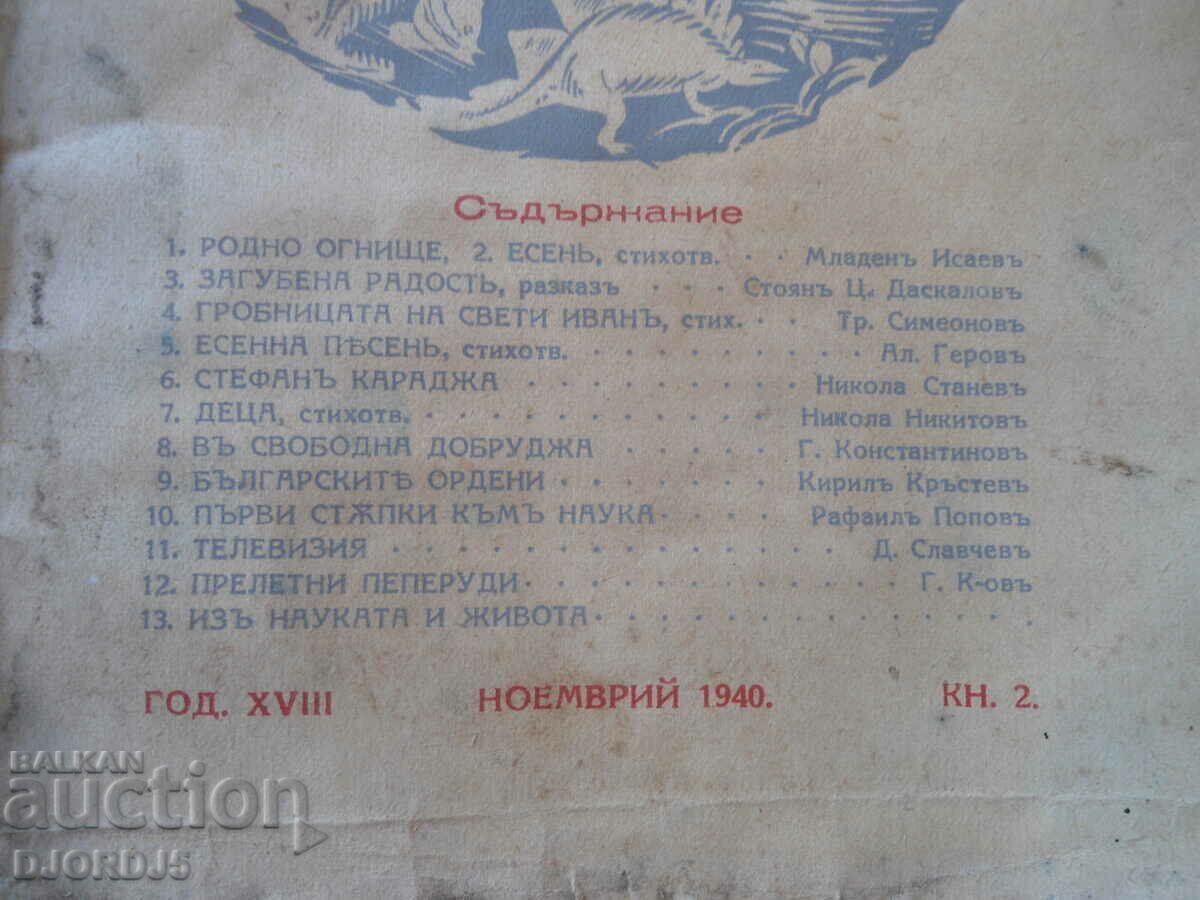 Съдържание
1. РОДНО ОГНИЩЕ, 2. ЕСЕНЬ, стихотв. · · Младенъ Исаевъ
3. ЗАГУБЕНА РАДОСТЬ, разказъ · · · Стоянъ Ц. Даскаловъ
4. ГРОБНИЦАТА НА СВЕТИ ИВАНЪ, стих. · · Тр. Симеоновъ
5. ЕСЕННА ПѢСЕНЬ, стихотв. · · · · · · · · · Ал. Геровъ
6. СТЕФАНЪ КАРАДЖА · · · · · · · · · Никола Станевъ
7. ДЕЦА, стихотв. · · · · · · · · · · · Никола Никитовъ
8. ВЪ СВОБОДНА ДОБРУДЖА · · · · · Г. Константиновъ
9. БЪЛГАРСКИТѢ ОРДЕНИ · · · · · · Кирилъ Кръстевъ
10. ПЪРВИ СТѪПКИ КЪМЪ НАУКА · · · · Рафаилъ Поповъ
11. ТЕЛЕВИЗИЯ · · · · · · · · · · · · · Д. Славчевъ
12. ПРЕЛЕТНИ ПЕПЕРУДИ · · · · · · · · · · · Г. К-овъ
13. ИЗЪ НАУКАТА И ЖИВОТА · · · · · · · · · · · · ·
ГОД. XVIII НОЕМВРИЙ 1940. КН. 2.
BALKAN
auction
DJORDJ5